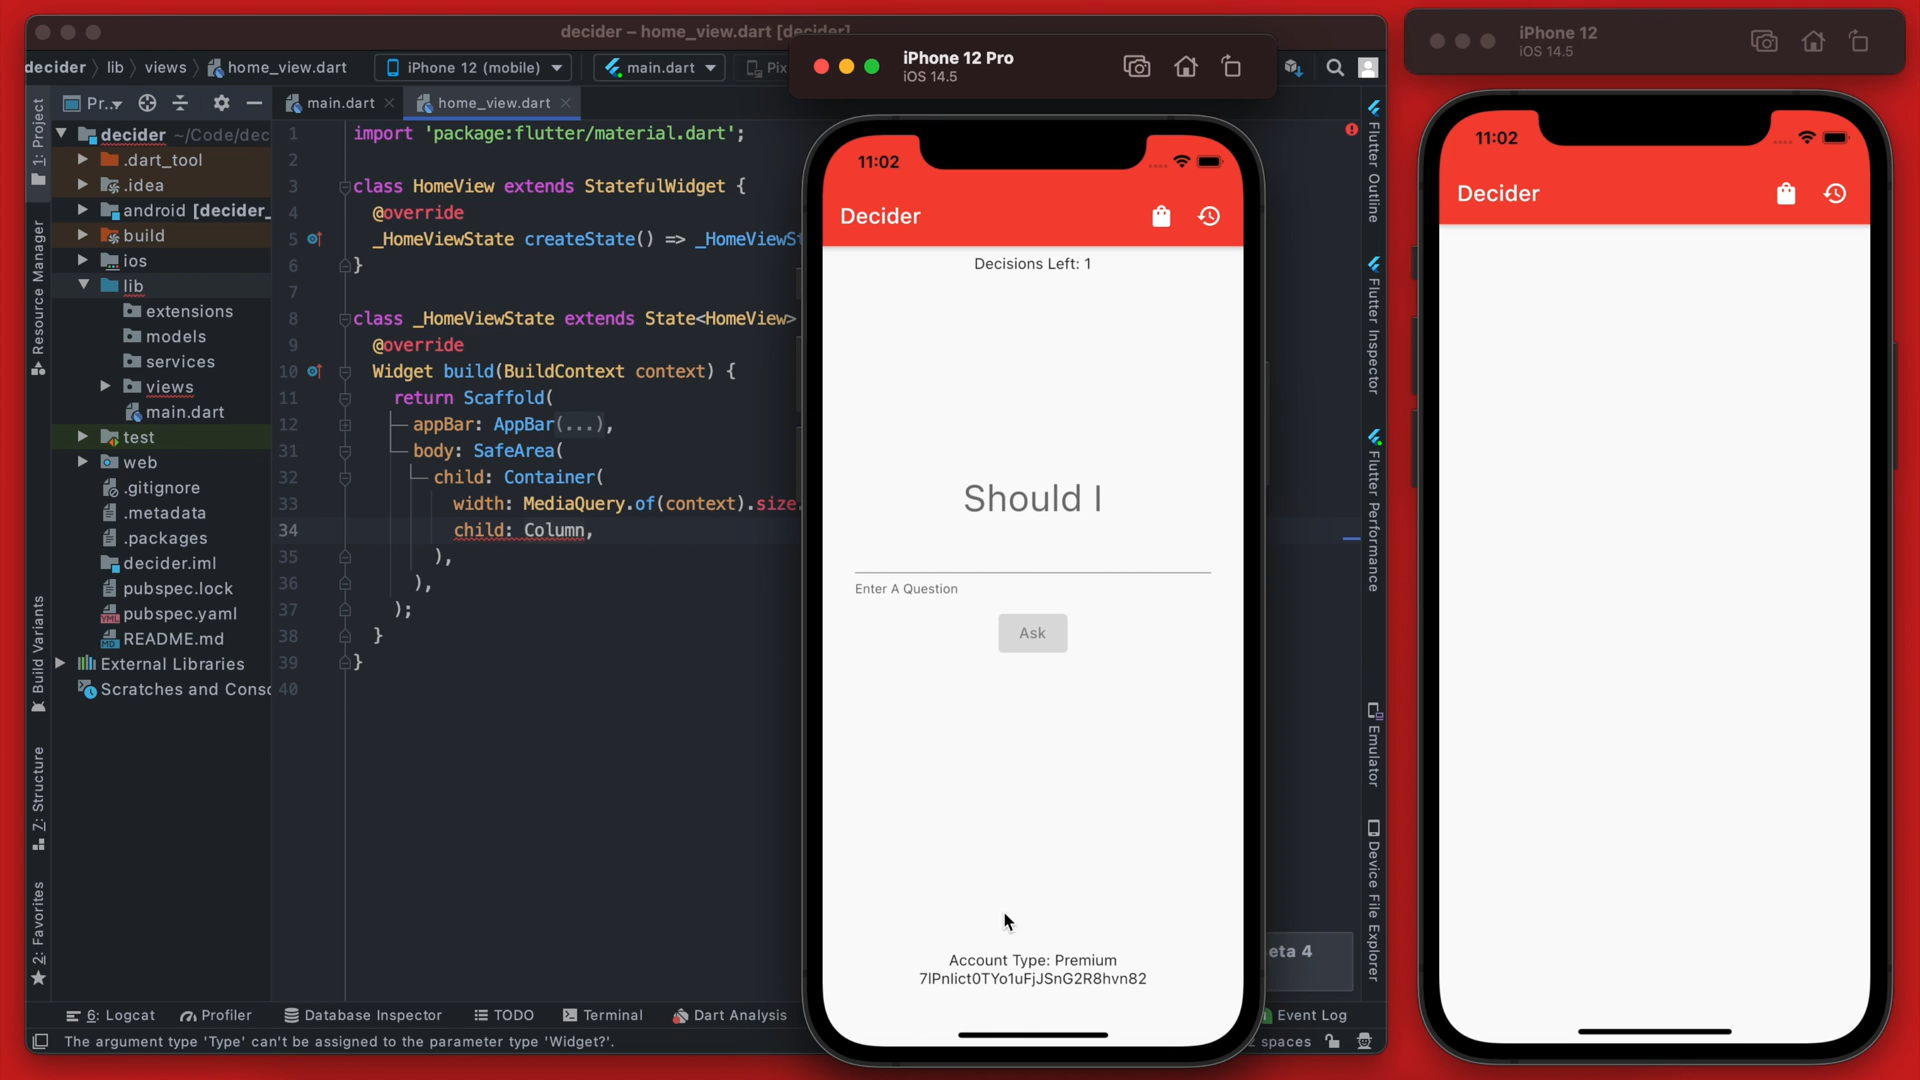 decider – home_view.dart [decider]
decider
lib
views
home_view.dart
iPhone 12 (mobile)
main.dart
Pix
Pr...
main.dart
home_view.dart
1: Project
Resource Manager
Build Variants
7: Structure
2: Favorites
decider ~/Code/dec
.dart_tool
.idea
android [decider_
build
ios
lib
extensions
models
services
views
main.dart
test
web
.gitignore
.metadata
.packages
decider.iml
pubspec.lock
pubspec.yaml
README.md
External Libraries
Scratches and Conso
1 import 'package:flutter/material.dart';
2
3 class HomeView extends StatefulWidget {
4 @override
5 _HomeViewState createState() => _HomeViewSt
6 }
7
8 class _HomeViewState extends State<HomeView>
9 @override
10 Widget build(BuildContext context) {
11 return Scaffold(
12 appBar: AppBar(...),
31 body: SafeArea(
32 child: Container(
33 width: MediaQuery.of(context).size.
34 child: Column,
35 ),
36 ),
37 );
38 }
39 }
40
iPhone 12 Pro
iOS 14.5
11:02
Decider
Decisions Left: 1
Should I
Enter A Question
Ask
Account Type: Premium
7lPnlict0TYo1uFjJSnG2R8hvn82
eta 4
Flutter Outline
Flutter Inspector
Flutter Performance
Emulator
Device File Explorer
iPhone 12
iOS 14.5
11:02
Decider
6: Logcat
Profiler
Database Inspector
TODO
Terminal
Dart Analysis
Event Log
The argument type 'Type' can't be assigned to the parameter type 'Widget?'.
2 spaces